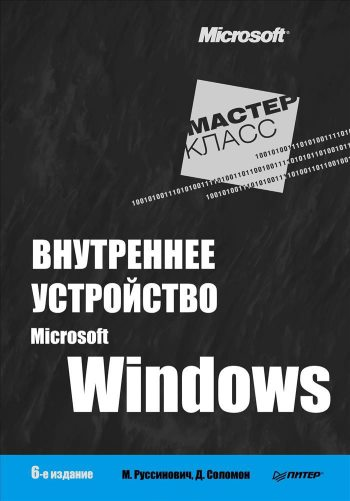 Microsoft®
МАСТЕР
КЛАСС
ВНУТРЕННЕЕ
УСТРОЙСТВО
Microsoft
Windows
6-е издание
М. Руссинович, Д. Соломон
ПИТЕР®